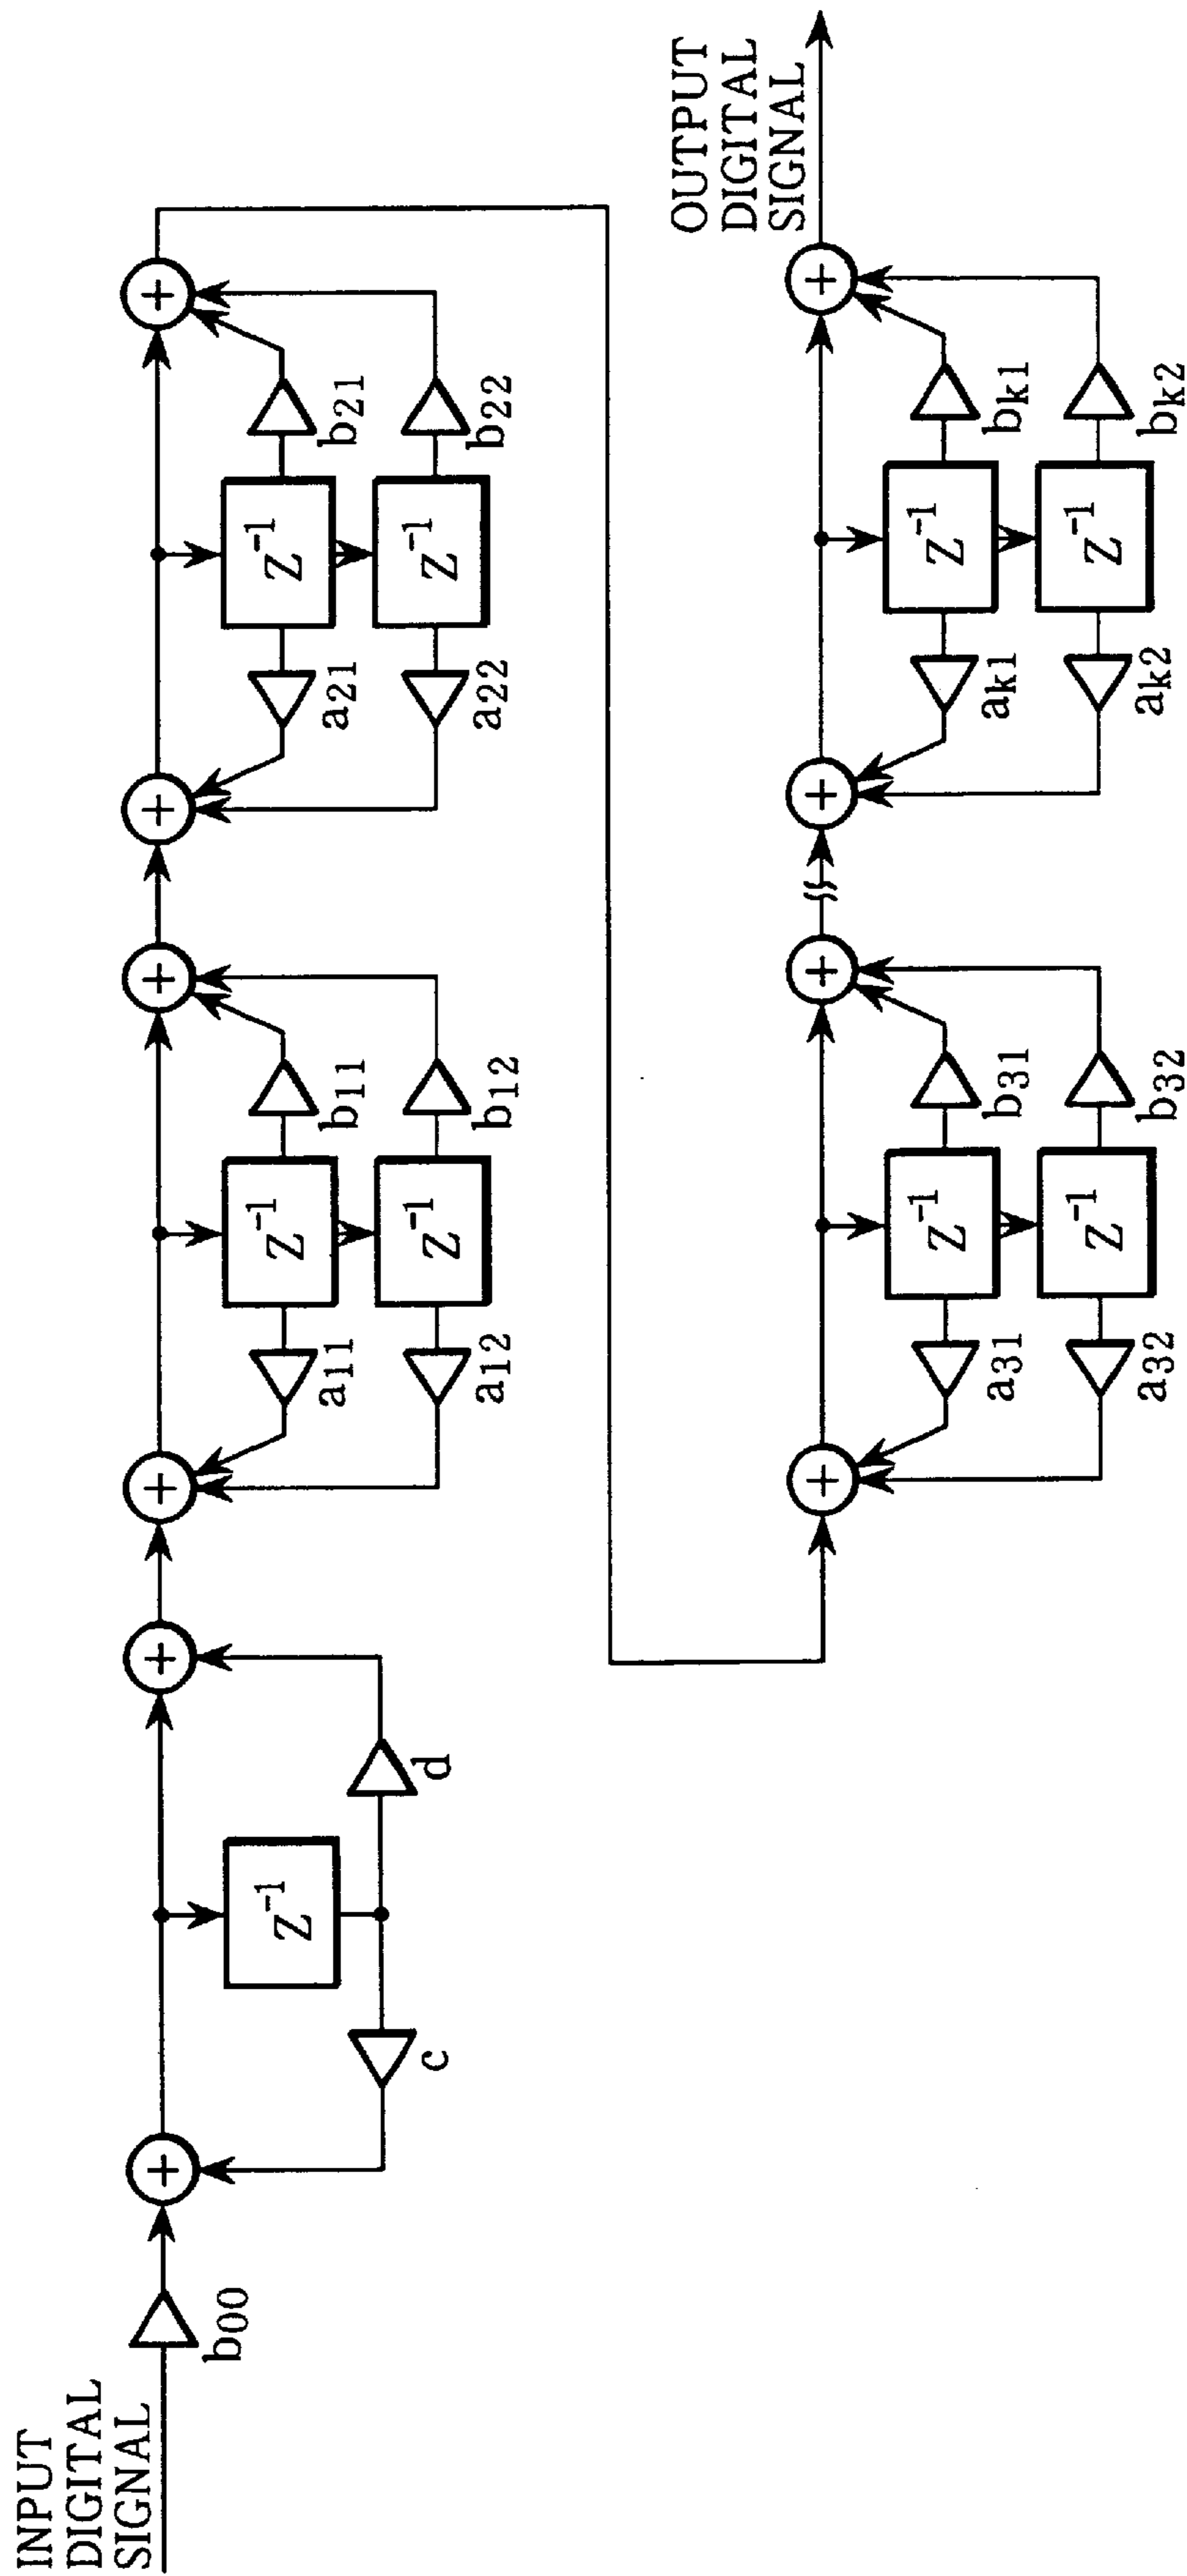 INPUT
DIGITAL
SIGNAL
b00
+
Z-1
c
d
+
+
Z-1
Z-1
a11
a12
b11
b12
+
+
Z-1
Z-1
a21
a22
b21
b22
+
+
Z-1
Z-1
a31
a32
b31
b32
+
+
Z-1
Z-1
ak1
ak2
bk1
bk2
+
OUTPUT
DIGITAL
SIGNAL